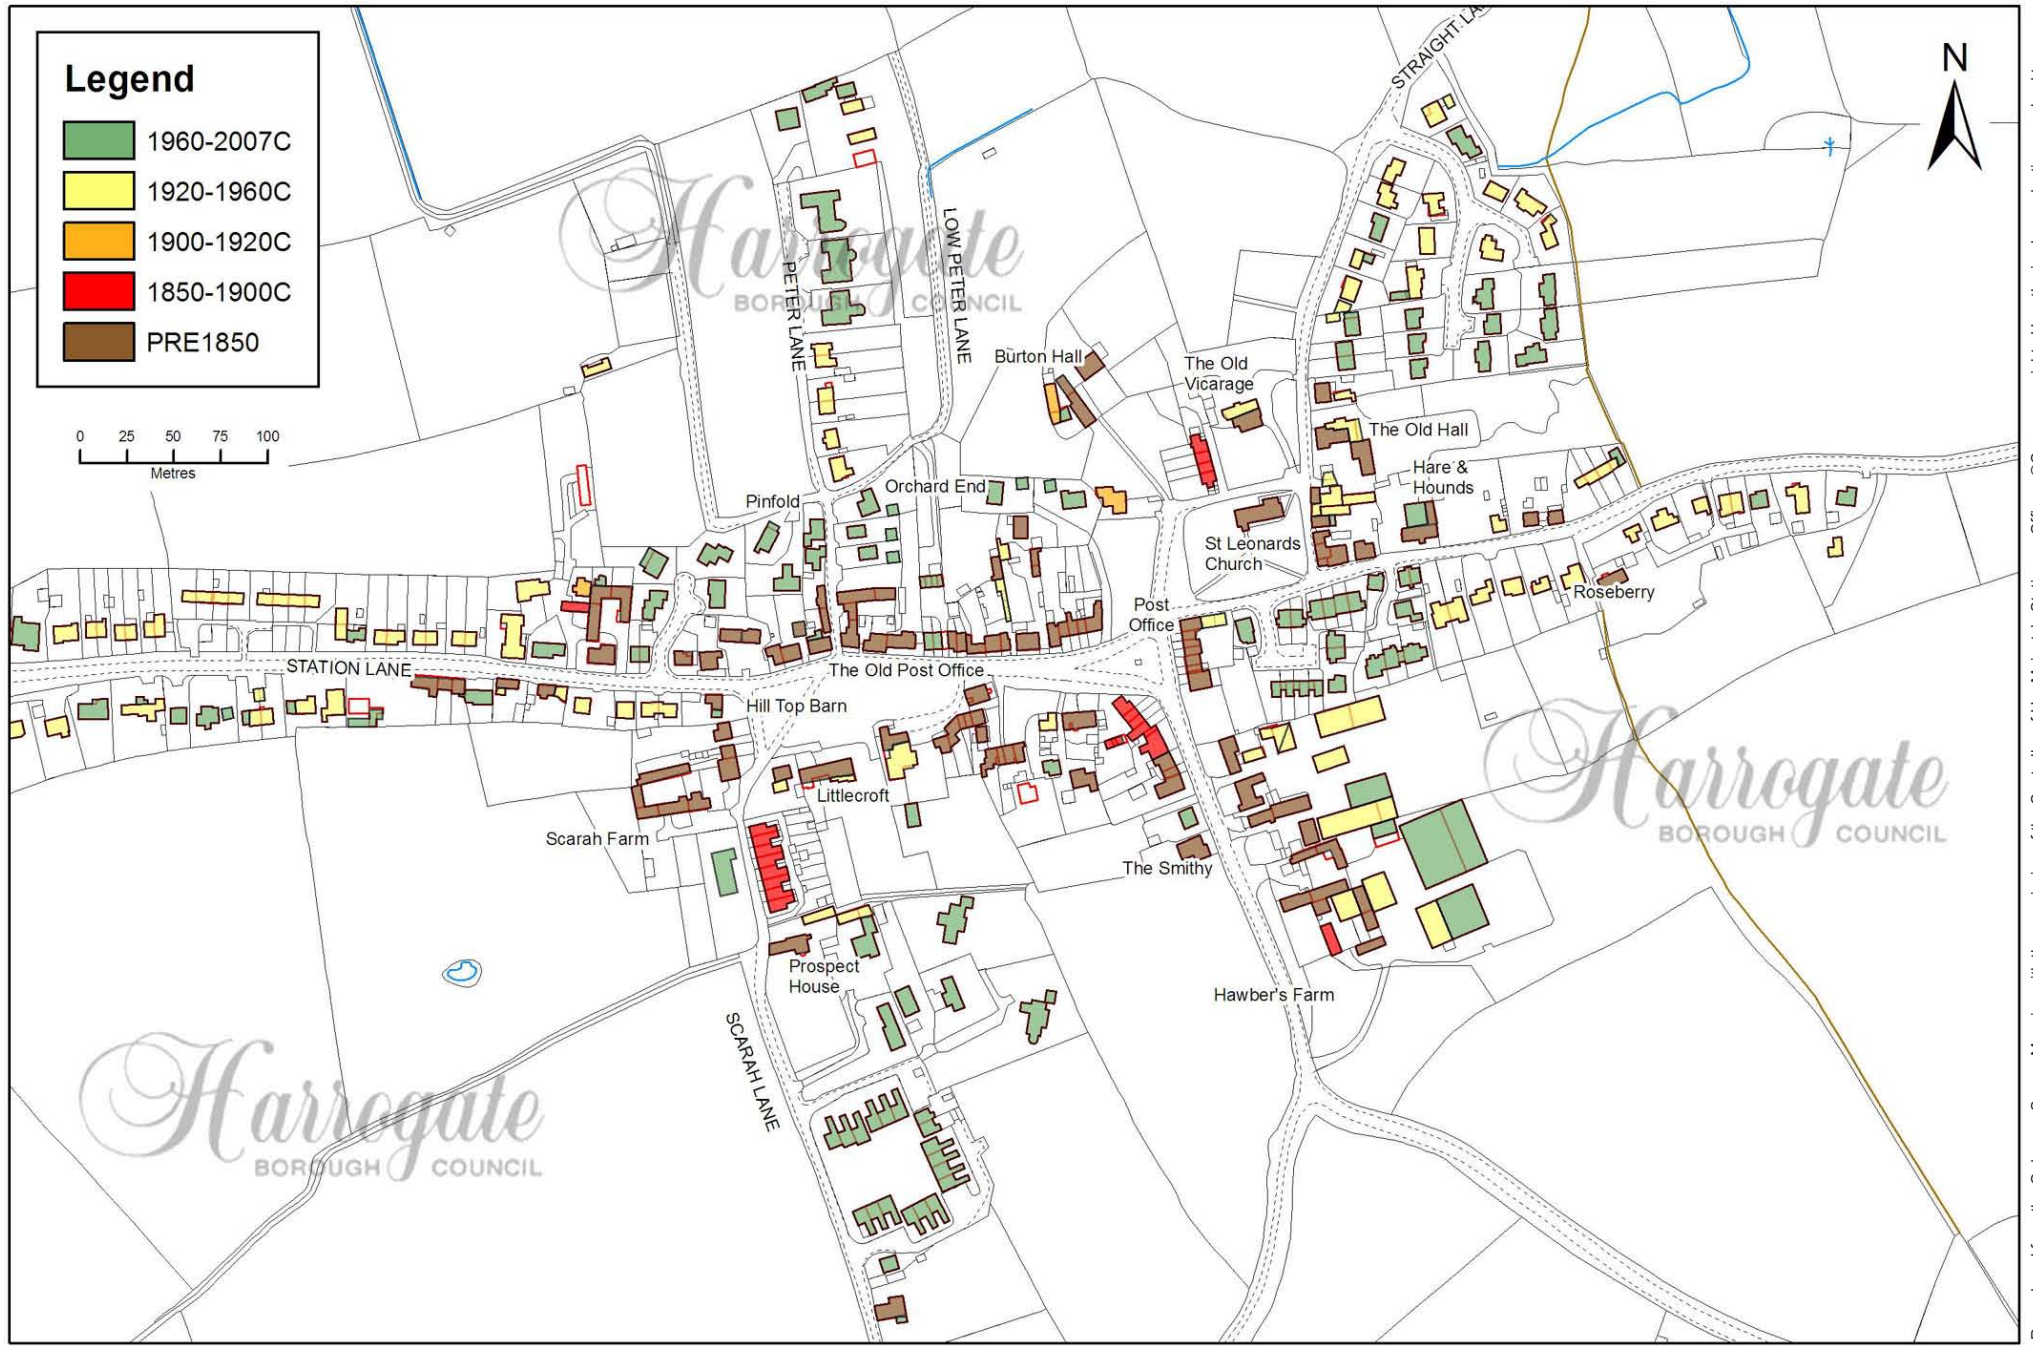 Legend
1960-2007C
1920-1960C
1900-1920C
1850-1900C
PRE1850
0 25 50 75 100
Metres
N
STRAIGHT
Harrogate
BOROUGH COUNCIL
PETER LANE
LOW PETER LANE
Burton Hall
The Old
Vicarage
The Old Hall
Hare &
Hounds
Orchard End
Pinfold
St Leonards
Church
Roseberry
Post
Office
STATION LANE
The Old Post Office
Hill Top Barn
Littlecroft
Scarah Farm
The Smithy
Harrogate
BOROUGH COUNCIL
Prospect
House
Hawber's Farm
SCARAH LANE
Harrogate
BOROUGH COUNCIL